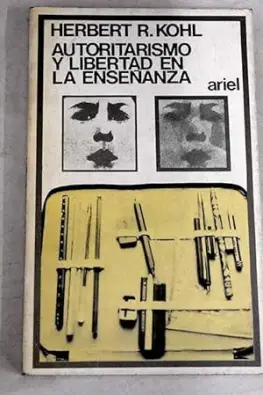 HERBERT R. KOHL
AUTORITARISMO
Y LIBERTAD EN
LA ENSEÑANZA
ariel